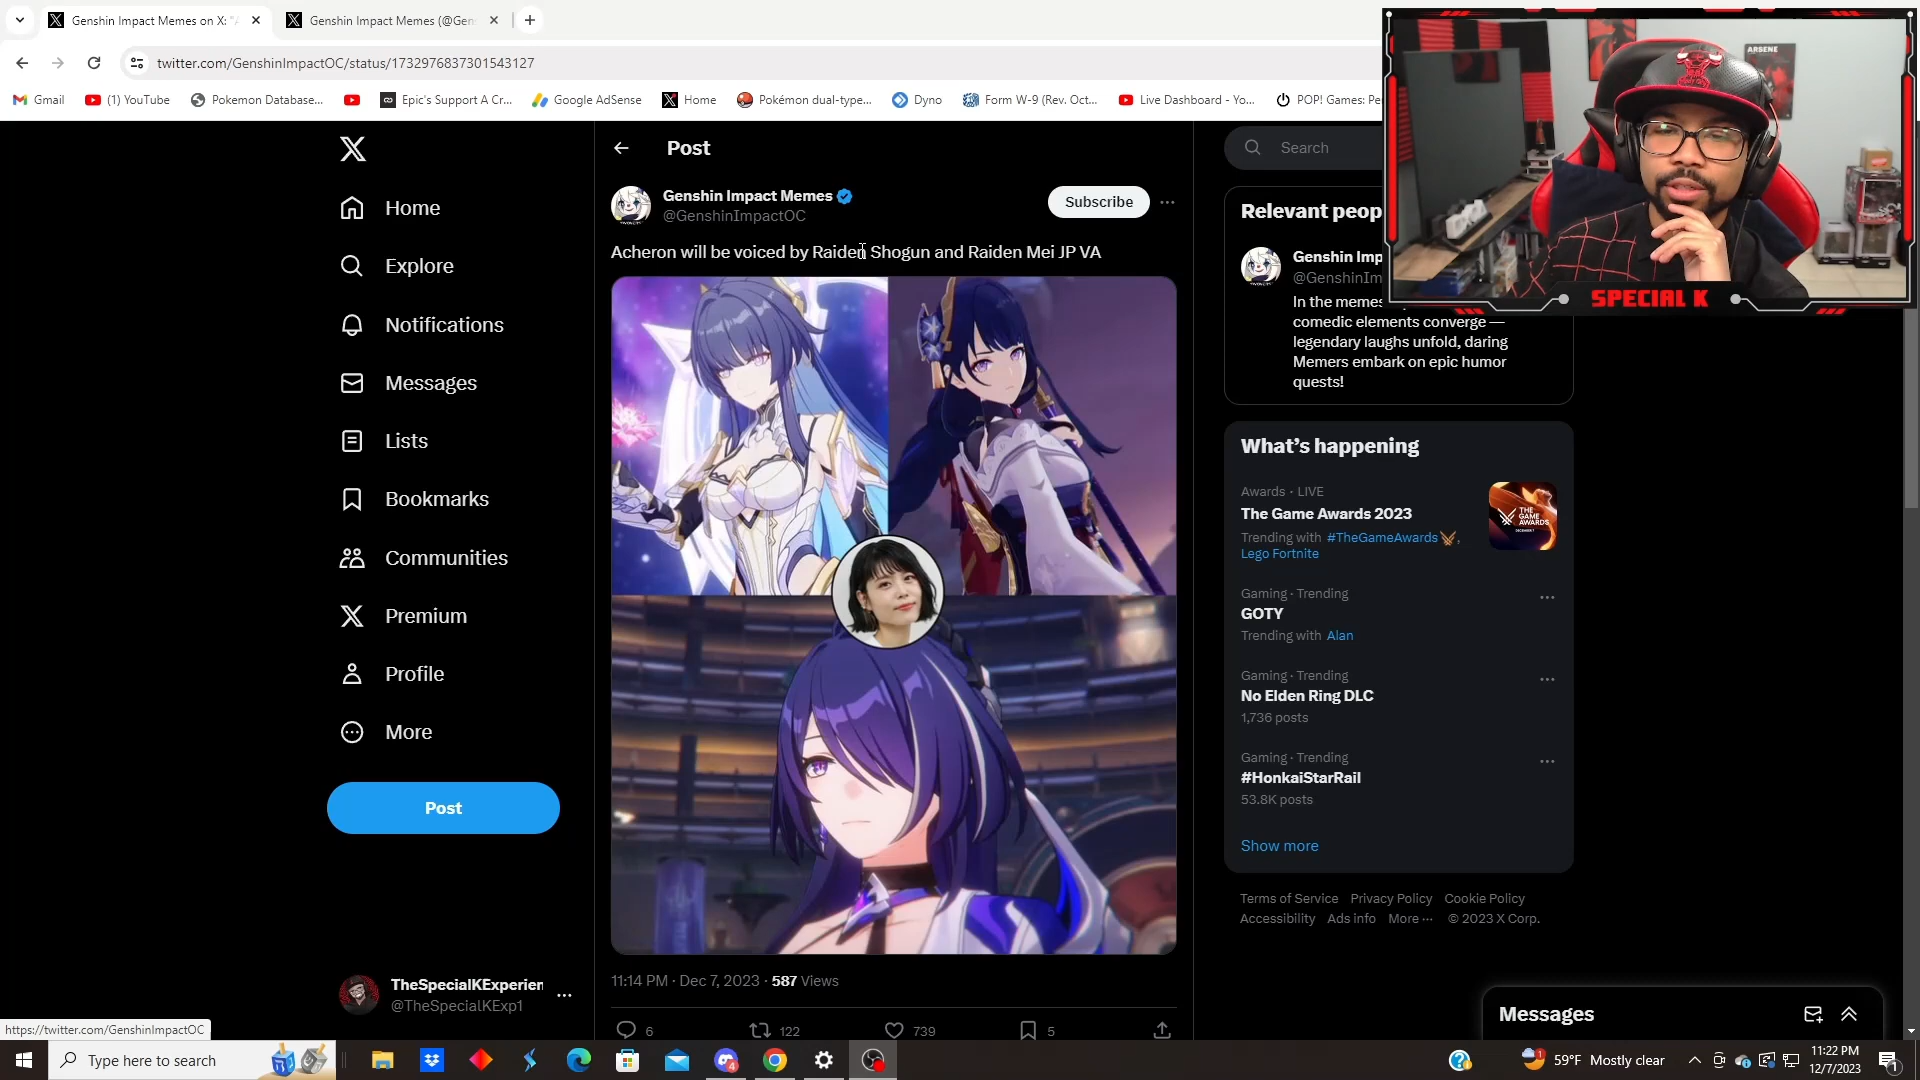 Genshin Impact Memes on X: "A
Genshin Impact Memes (@Gen
twitter.com/GenshinImpactOC/status/1732976837301543127
Gmail
(1) YouTube
Pokemon Database...
Epic's Support A Cr...
Google AdSense
Home
Pokémon dual-type...
Dyno
Form W-9 (Rev. Oct...
Live Dashboard - Yo...
POP! Games: Pe
ARSENE
SPECIAL K
Home
Explore
Notifications
Messages
Lists
Bookmarks
Communities
Premium
Profile
More
Post
TheSpecialKExperien
@TheSpecialKExp1
https://twitter.com/GenshinImpactOC
Post
Genshin Impact Memes
@GenshinImpactOC
Subscribe
Acheron will be voiced by Raiden Shogun and Raiden Mei JP VA
11:14 PM · Dec 7, 2023 · 587 Views
6
122
739
5
Search
Relevant peop
Genshin Imp
@GenshinIm
In the memes
comedic elements converge —
legendary laughs unfold, daring
Memers embark on epic humor
quests!
What's happening
Awards · LIVE
The Game Awards 2023
Trending with #TheGameAwards,
Lego Fortnite
THE GAME AWARDS
Gaming · Trending
GOTY
Trending with Alan
Gaming · Trending
No Elden Ring DLC
1,736 posts
Gaming · Trending
#HonkaiStarRail
53.8K posts
Show more
Terms of Service Privacy Policy Cookie Policy
Accessibility Ads info More ··· © 2023 X Corp.
Messages
Type here to search
4
59°F Mostly clear
11:22 PM
12/7/2023
1